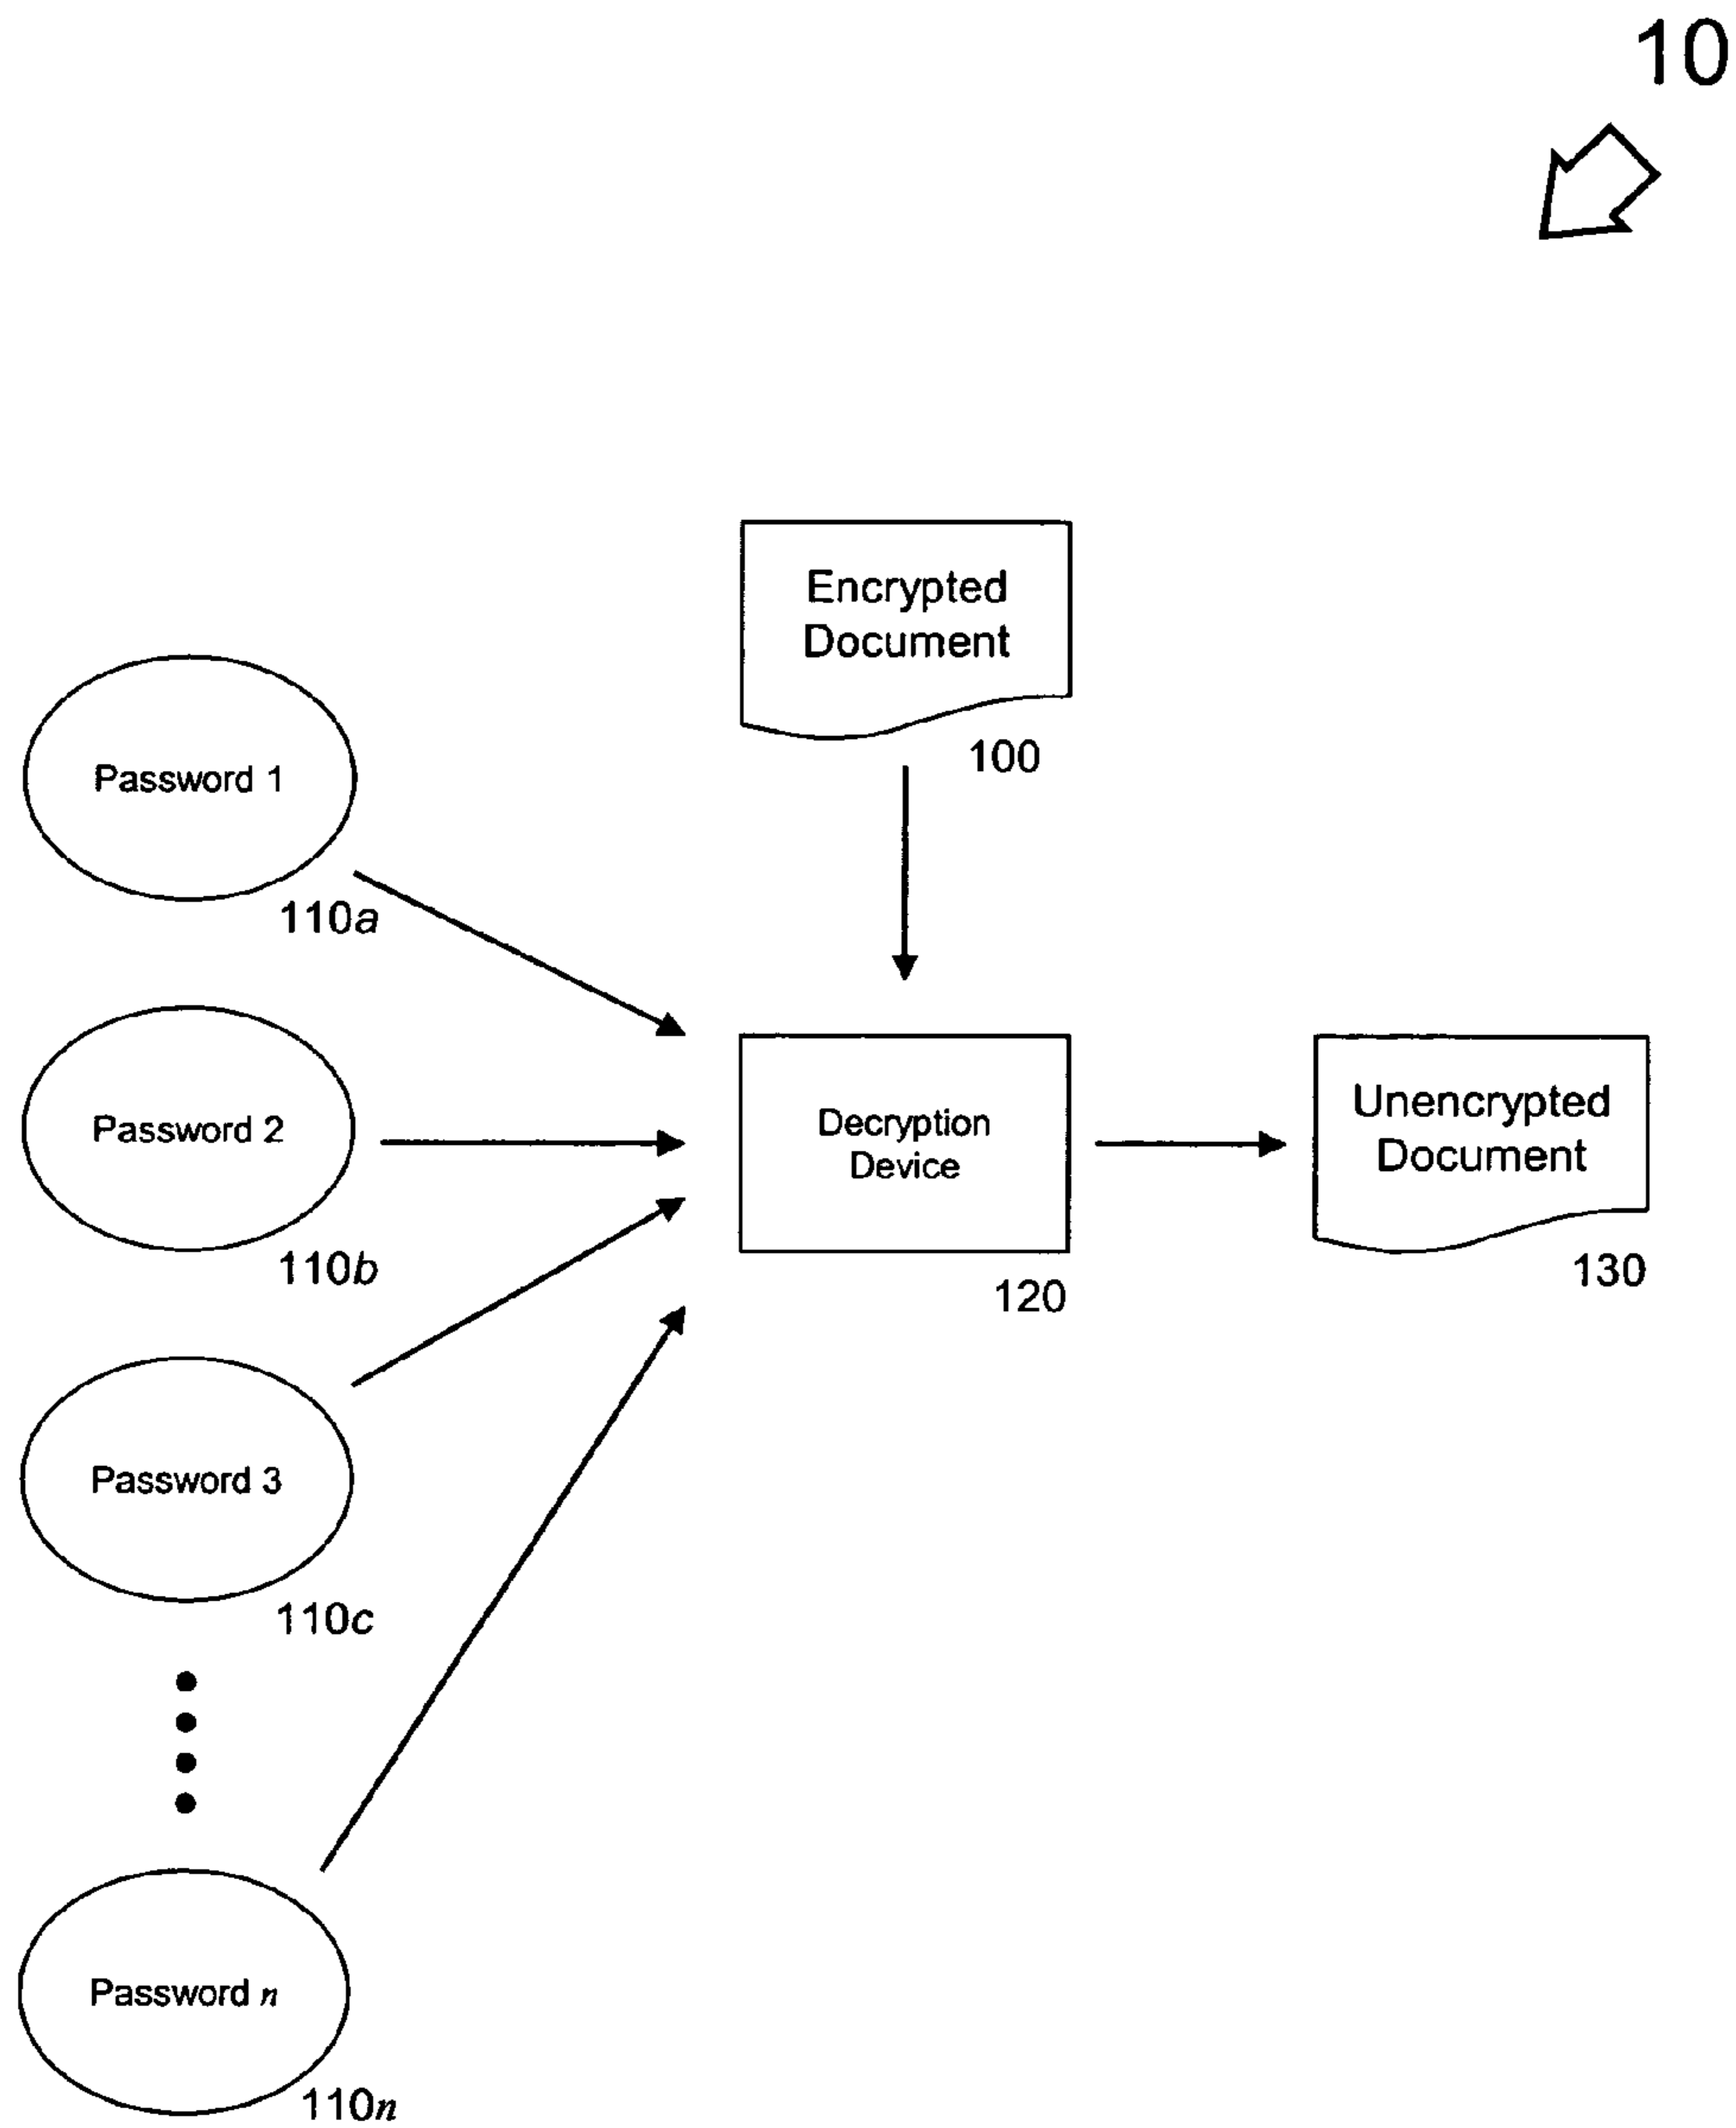 10
Encrypted
Document
100
Password 1
110a
Password 2
110b
Decryption
Device
120
Unencrypted
Document
130
Password 3
110c
Password n
110n